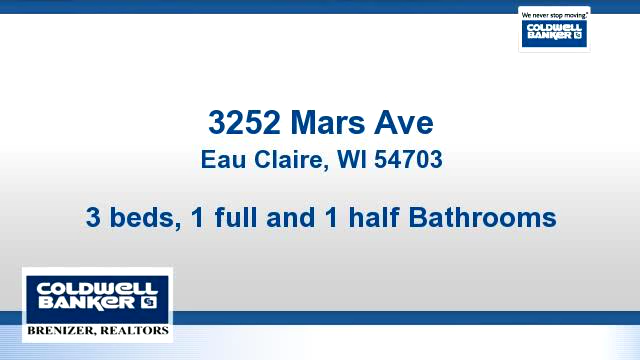 We never stop moving.®
COLDWELL
BANKER
3252 Mars Ave
Eau Claire, WI 54703
3 beds, 1 full and 1 half Bathrooms
COLDWELL
BANKER
BRENIZER, REALTORS